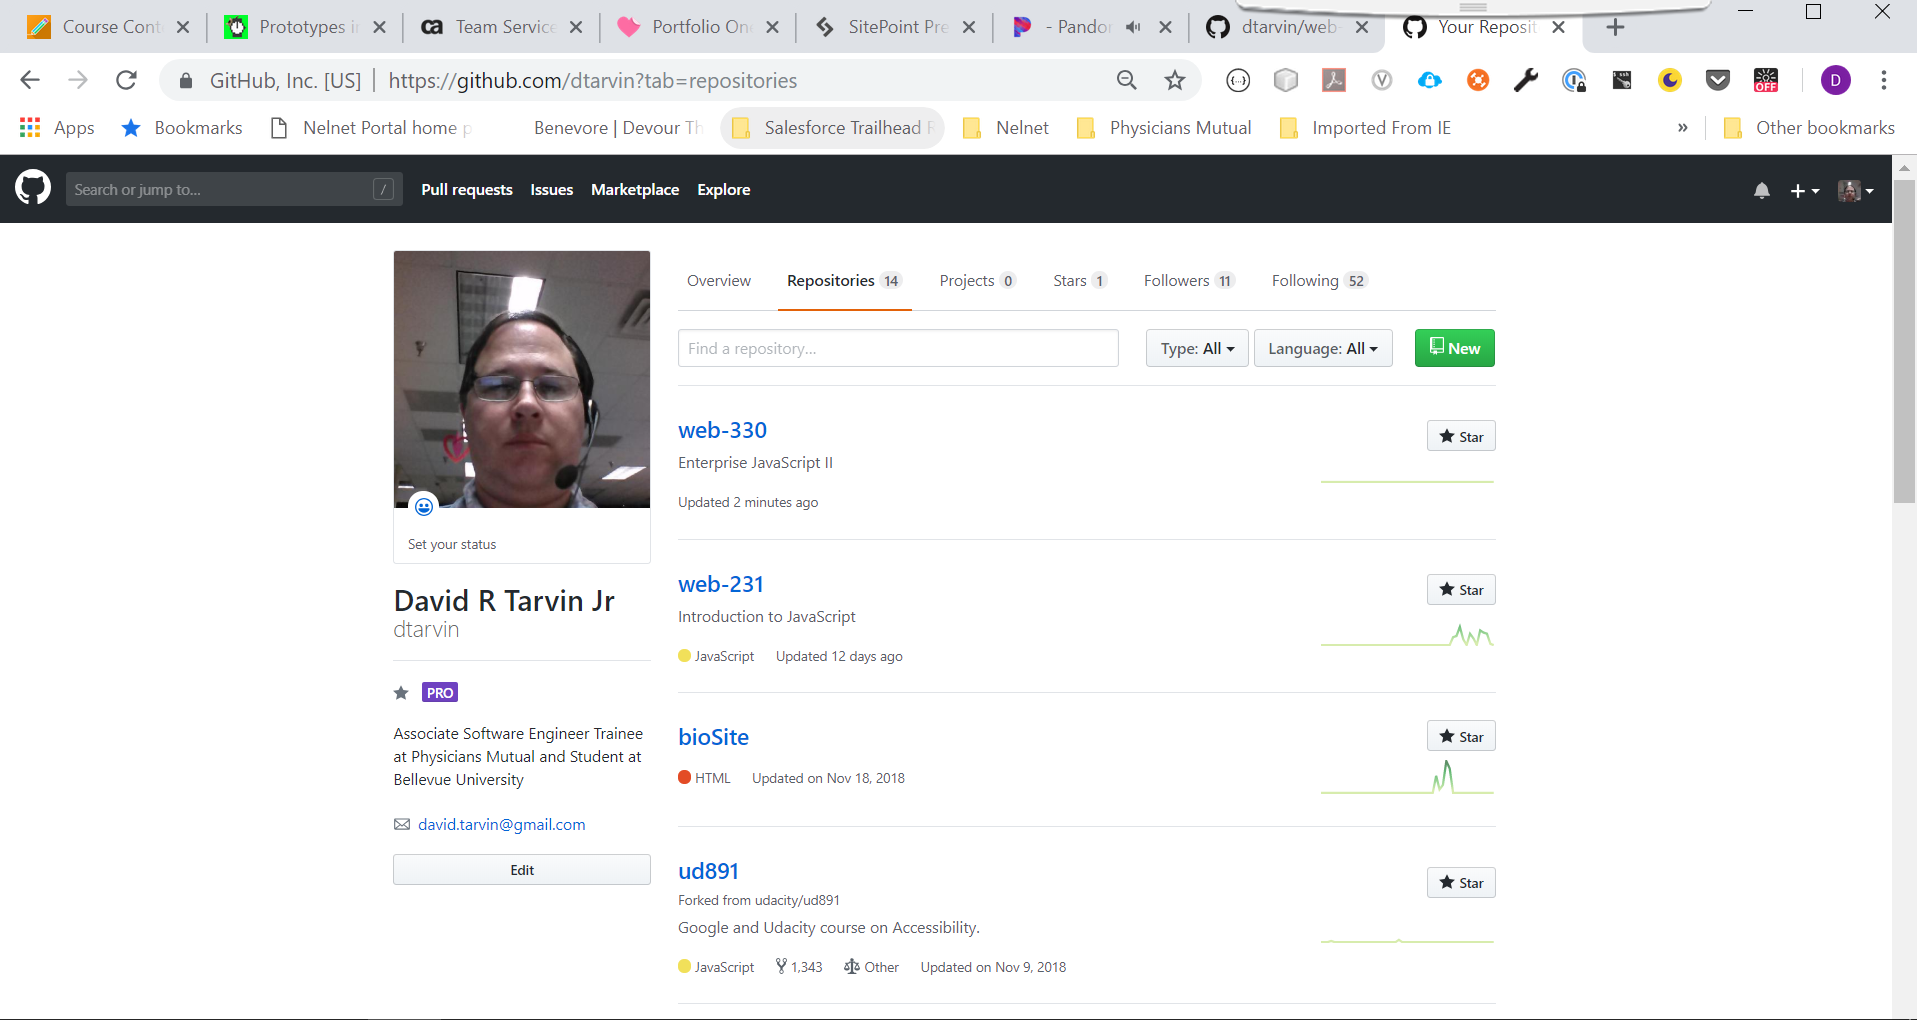 Course Cont
Prototypes i
Team Service
Portfolio On
SitePoint Pre
- Pandor
dtarvin/web-
Your Reposit
GitHub, Inc. [US] | https://github.com/dtarvin?tab=repositories
OFF
D
Apps
Bookmarks
Nelnet Portal home p
Benevore | Devour Th
Salesforce Trailhead R
Nelnet
Physicians Mutual
Imported From IE
»
Other bookmarks
Search or jump to...
/
Pull requests
Issues
Marketplace
Explore
Set your status
David R Tarvin Jr
dtarvin
PRO
Associate Software Engineer Trainee
at Physicians Mutual and Student at
Bellevue University
david.tarvin@gmail.com
Edit
Overview
Repositories 14
Projects 0
Stars 1
Followers 11
Following 52
Find a repository...
Type: All
Language: All
New
web-330
Star
Enterprise JavaScript II
Updated 2 minutes ago
web-231
Star
Introduction to JavaScript
JavaScript Updated 12 days ago
bioSite
Star
HTML Updated on Nov 18, 2018
ud891
Star
Forked from udacity/ud891
Google and Udacity course on Accessibility.
JavaScript 1,343 Other Updated on Nov 9, 2018